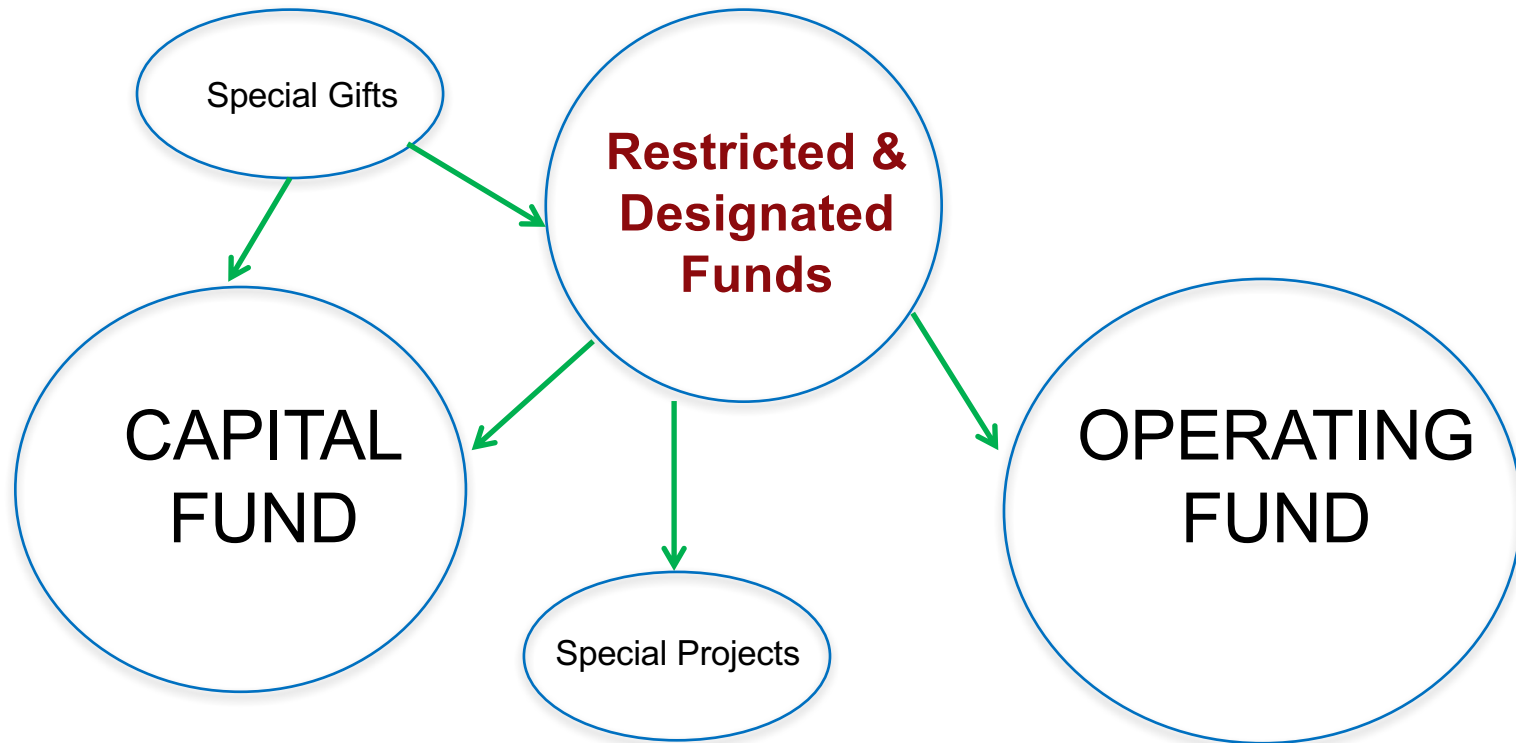 Special Gifts
Restricted &
Designated
Funds
CAPITAL
FUND
OPERATING
FUND
Special Projects